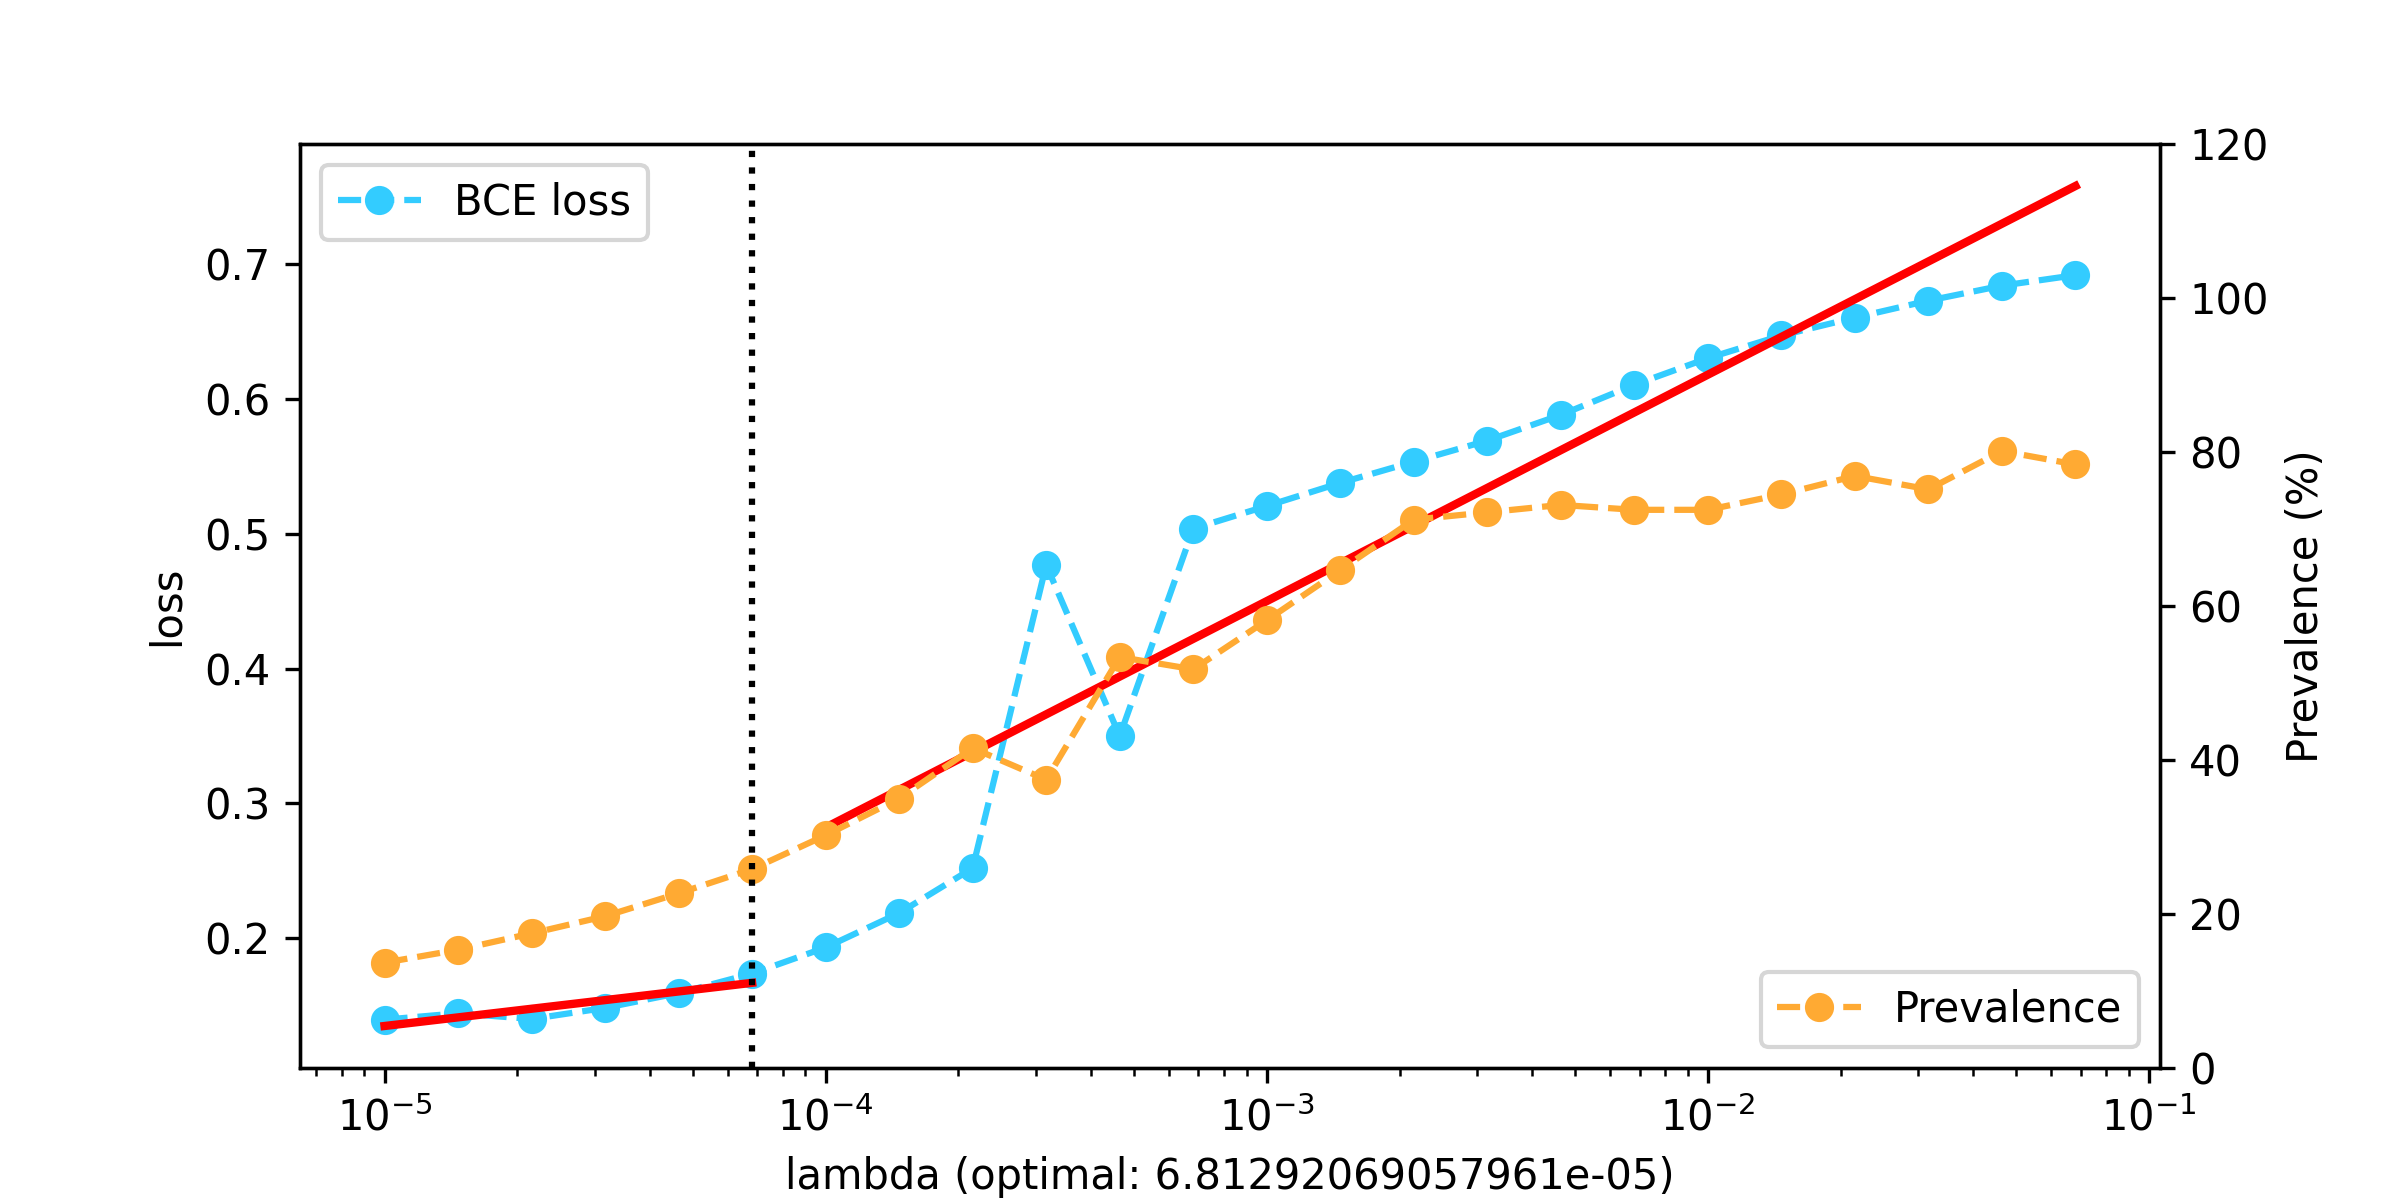 BCE loss
Prevalence
loss
0.7
0.6
0.5
0.4
0.3
0.2
Prevalence (%)
120
100
80
60
40
20
0
10⁻⁵ 10⁻⁴ 10⁻³ 10⁻² 10⁻¹
lambda (optimal: 6.81292069057961e-05)